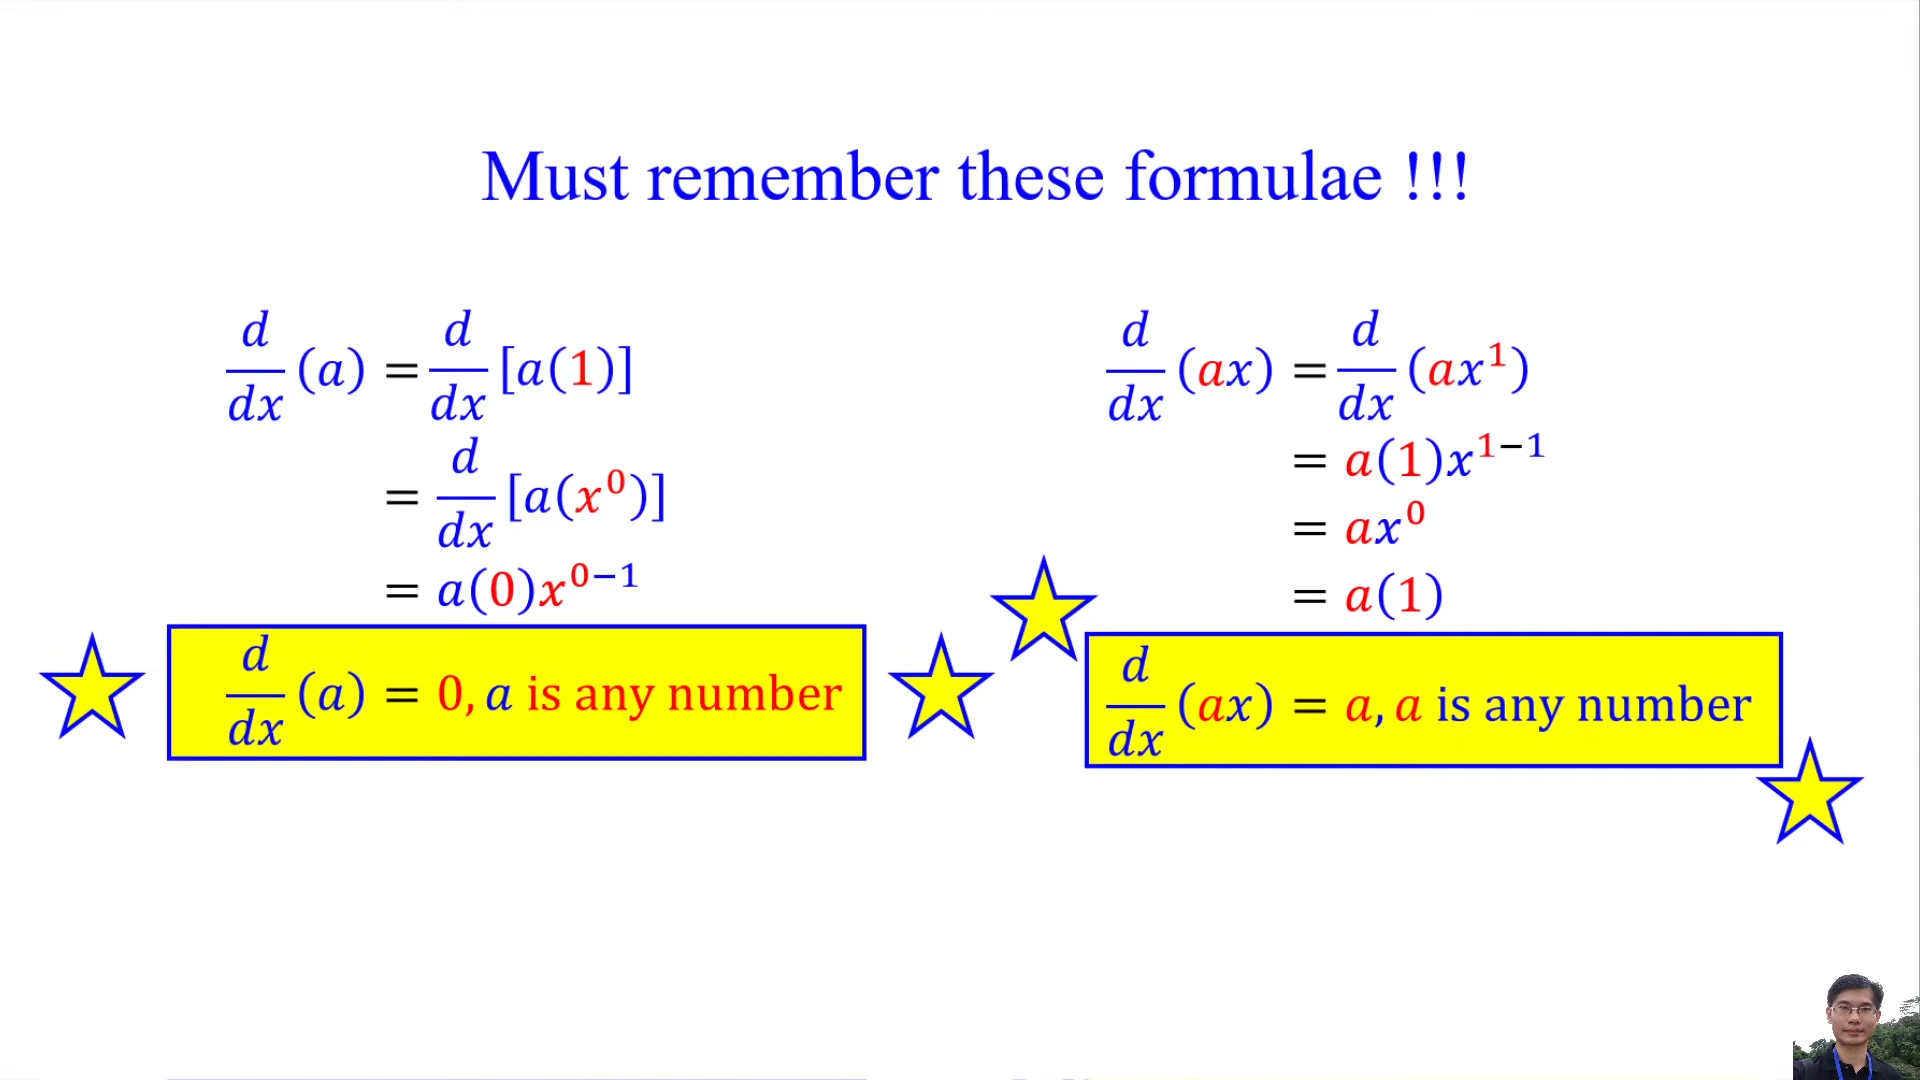 Must remember these formulae !!!
d/dx (a) = d/dx [a(1)]
= d/dx [a(x⁰)]
= a(0)x⁰⁻¹
d/dx (a) = 0, a is any number
d/dx (ax) = d/dx (ax¹)
= a(1)x¹⁻¹
= ax⁰
= a(1)
d/dx (ax) = a, a is any number